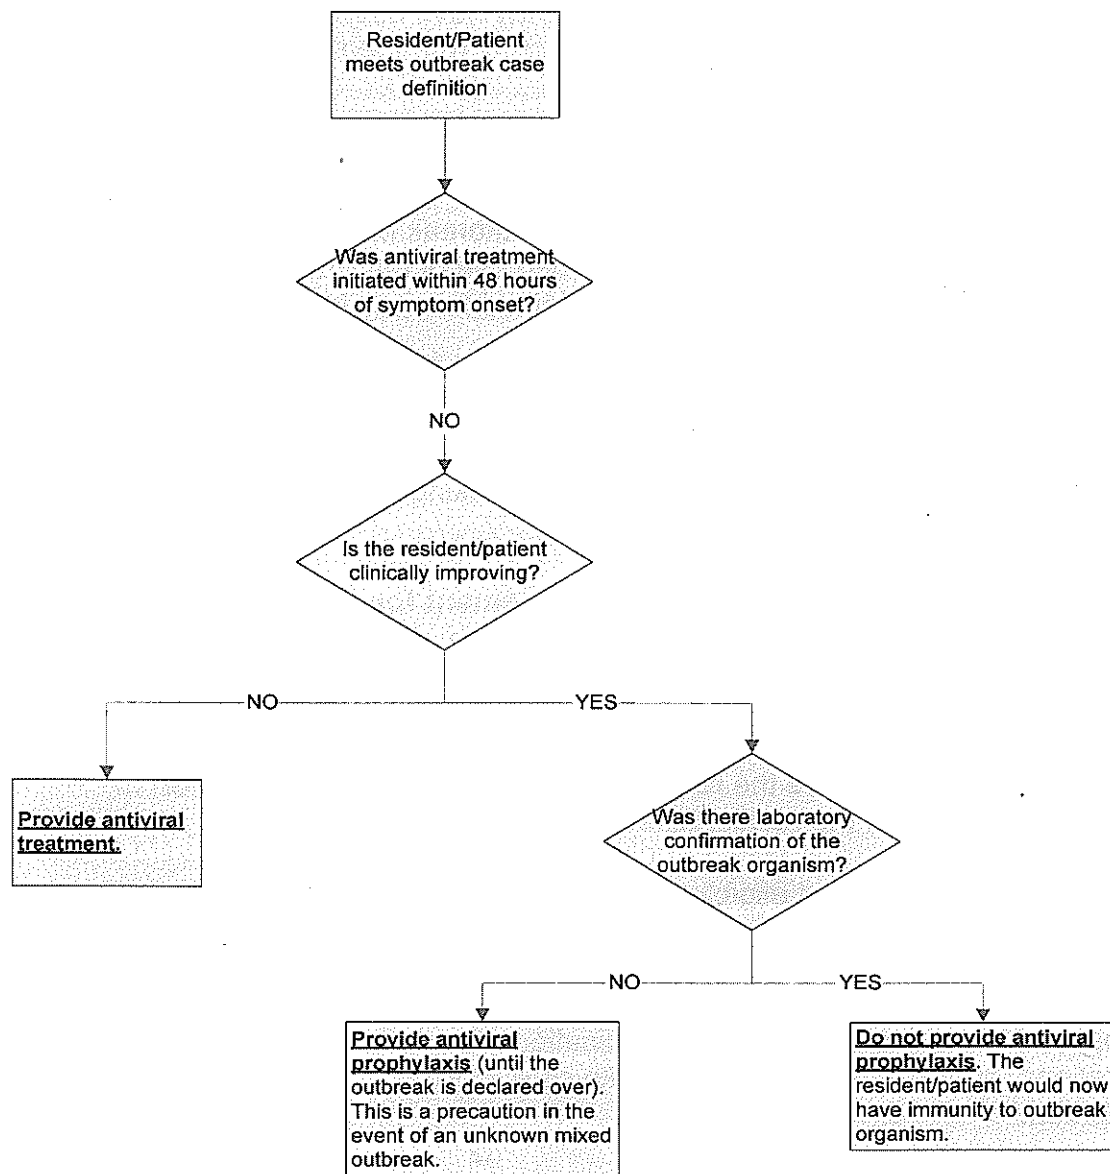 Resident/Patient
meets outbreak case
definition
Was antiviral treatment
initiated within 48 hours
of symptom onset?
NO
Is the resident/patient
clinically improving?
NO
YES
Provide antiviral
treatment.
Was there laboratory
confirmation of the
outbreak organism?
NO
YES
Provide antiviral
prophylaxis (until the
outbreak is declared over).
This is a precaution in the
event of an unknown mixed
outbreak.
Do not provide antiviral
prophylaxis. The
resident/patient would now
have immunity to outbreak
organism.